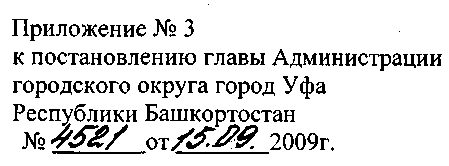 Приложение № 3
к постановлению главы Администрации
городского округа город Уфа
Республики Башкортостан
№ 4521 от 15.09. 2009г.